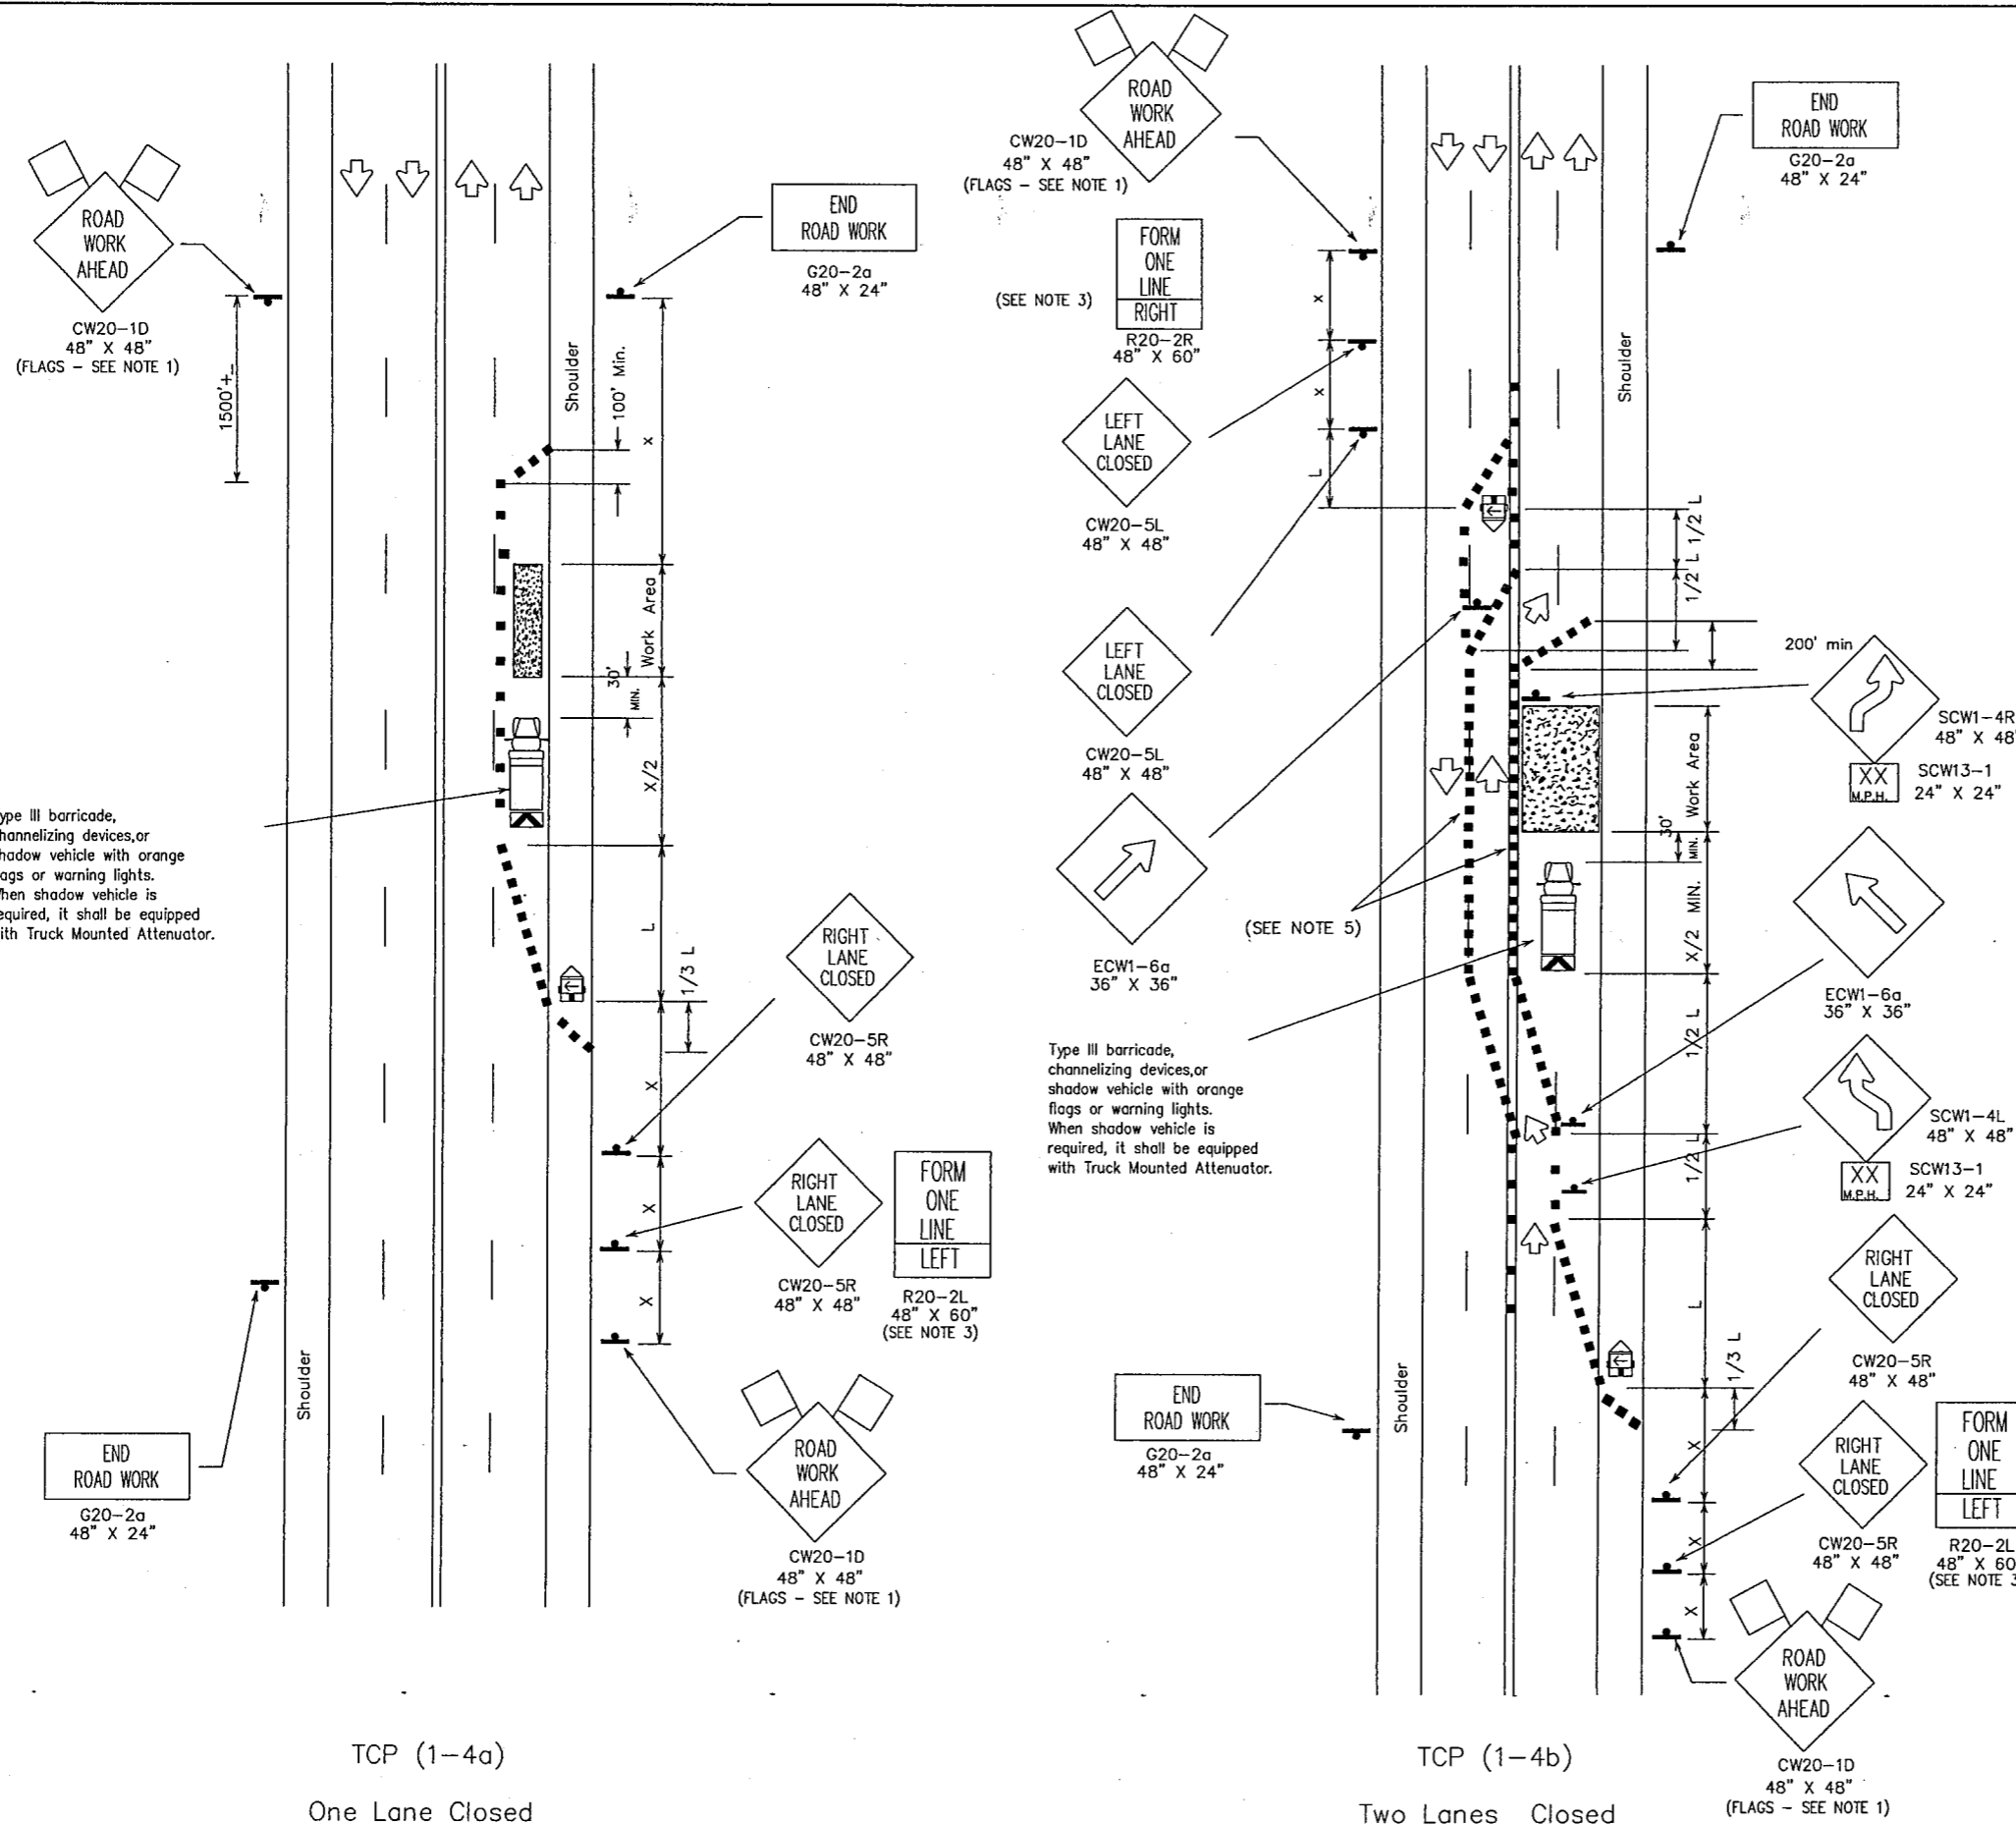 ROAD
WORK
AHEAD
CW20-1D
48" X 48"
(FLAGS - SEE NOTE 1)
1500'+_
END
ROAD WORK
G20-2a
48" X 24"
Shoulder
100' Min.
x
Work Area
30'
MIN.
X/2
L
1/3 L
X
X
X
ype III barricade,
hannelizing devices,or
hadow vehicle with orange
ags or warning lights.
hen shadow vehicle is
equired, it shall be equipped
ith Truck Mounted Attenuator.
RIGHT
LANE
CLOSED
CW20-5R
48" X 48"
RIGHT
LANE
CLOSED
CW20-5R
48" X 48"
FORM
ONE
LINE
LEFT
R20-2L
48" X 60"
(SEE NOTE 3)
Shoulder
END
ROAD WORK
G20-2a
48" X 24"
ROAD
WORK
AHEAD
CW20-1D
48" X 48"
(FLAGS - SEE NOTE 1)
TCP (1-4a)
One Lane Closed
ROAD
WORK
AHEAD
CW20-1D
48" X 48"
(FLAGS - SEE NOTE 1)
END
ROAD WORK
G20-2a
48" X 24"
FORM
ONE
LINE
RIGHT
(SEE NOTE 3)
R20-2R
48" X 60"
x
x
L
Shoulder
LEFT
LANE
CLOSED
CW20-5L
48" X 48"
1/2 L
1/2 L
200' min
LEFT
LANE
CLOSED
CW20-5L
48" X 48"
SCW1-4R
48" X 48"
XX
M.P.H.
SCW13-1
24" X 24"
Work Area
30'
MIN.
X/2 MIN.
(SEE NOTE 5)
ECW1-6a
36" X 36"
ECW1-6a
36" X 36"
Type III barricade,
channelizing devices,or
shadow vehicle with orange
flags or warning lights.
When shadow vehicle is
required, it shall be equipped
with Truck Mounted Attenuator.
1/2 L
1/2 L
SCW1-4L
48" X 48"
XX
M.P.H.
SCW13-1
24" X 24"
L
1/3 L
RIGHT
LANE
CLOSED
CW20-5R
48" X 48"
END
ROAD WORK
G20-2a
48" X 24"
Shoulder
X
X
X
RIGHT
LANE
CLOSED
CW20-5R
48" X 48"
FORM
ONE
LINE
LEFT
R20-2L
48" X 60
(SEE NOTE 3
ROAD
WORK
AHEAD
CW20-1D
48" X 48"
(FLAGS - SEE NOTE 1)
TCP (1-4b)
Two Lanes Closed